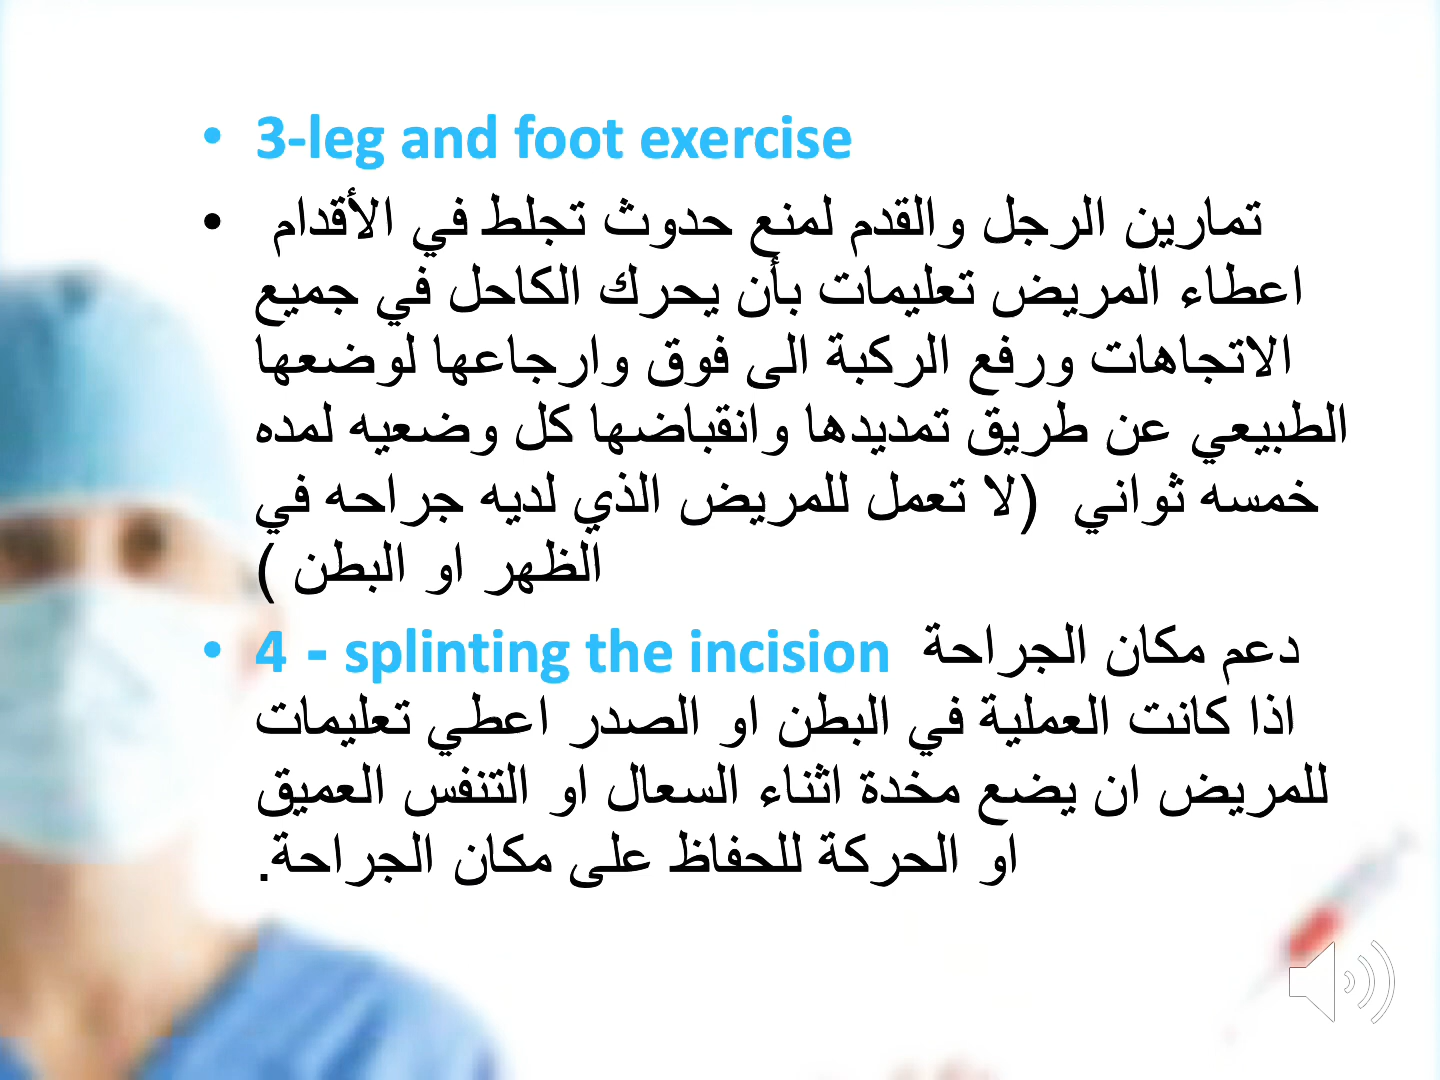 • 3-leg and foot exercise
• تمارين الرجل والقدم لمنع حدوث تجلط في الأقدام
اعطاء المريض تعليمات بأن يحرك الكاحل في جميع
الاتجاهات ورفع الركبة الى فوق وارجاعها لوضعها
الطبيعي عن طريق تمديدها وانقباضها كل وضعيه لمده
خمسه ثواني (لا تعمل للمريض الذي لديه جراحه في
الظهر او البطن )
• 4 - splinting the incision دعم مكان الجراحة
اذا كانت العملية في البطن او الصدر اعطي تعليمات
للمريض ان يضع مخدة اثناء السعال او التنفس العميق
او الحركة للحفاظ على مكان الجراحة.